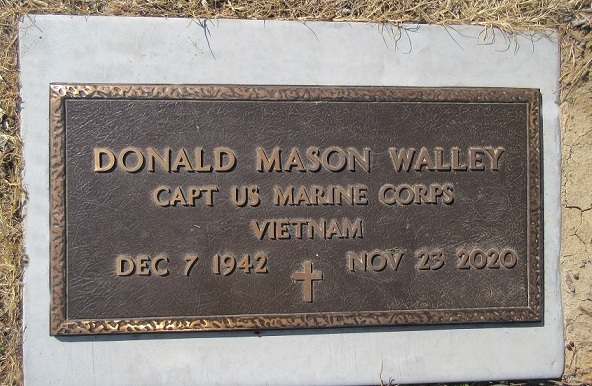 DONALD MASON WALLEY
CAPT US MARINE CORPS
VIETNAM
DEC 7 1942 NOV 23 2020